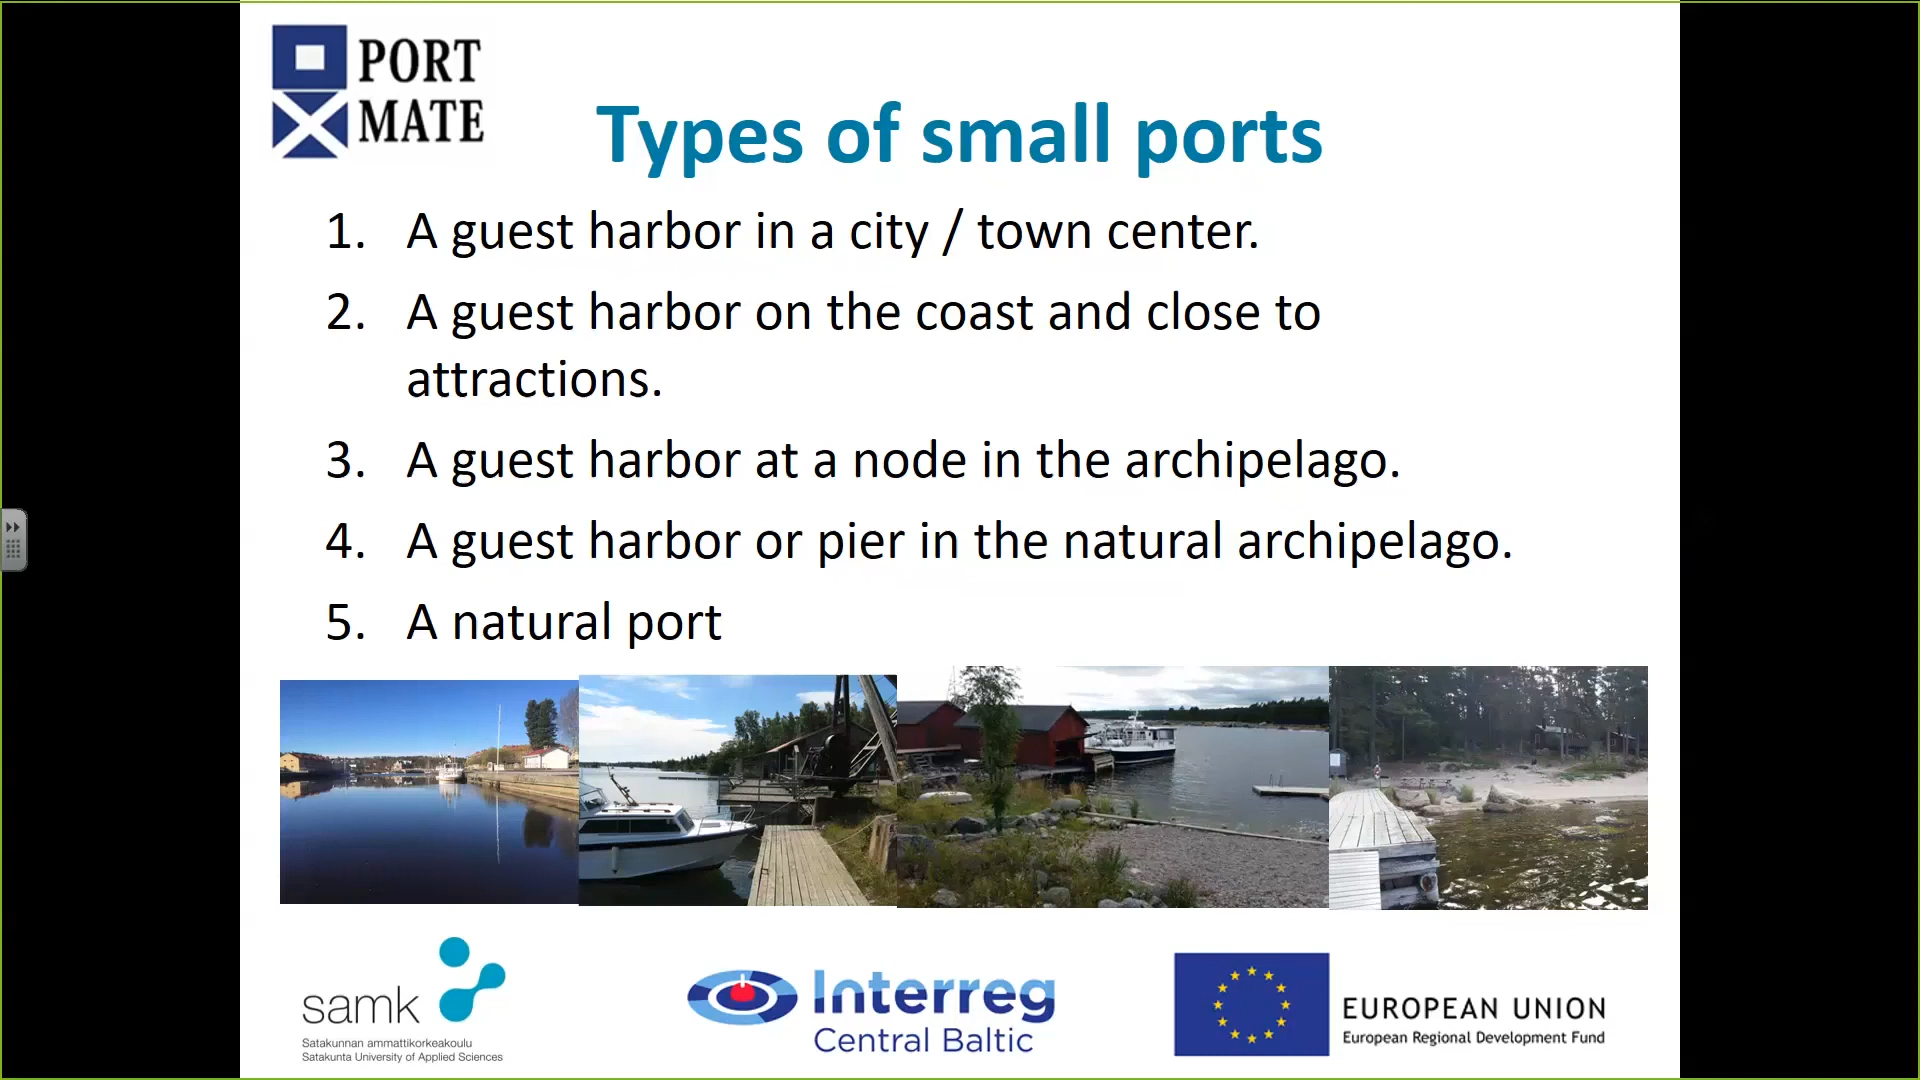 PORT
MATE
Types of small ports
1. A guest harbor in a city / town center.
2. A guest harbor on the coast and close to
attractions.
3. A guest harbor at a node in the archipelago.
4. A guest harbor or pier in the natural archipelago.
5. A natural port
samk
Satakunnan ammattikorkeakoulu
Satakunta University of Applied Sciences
Interreg
Central Baltic
EUROPEAN UNION
European Regional Development Fund